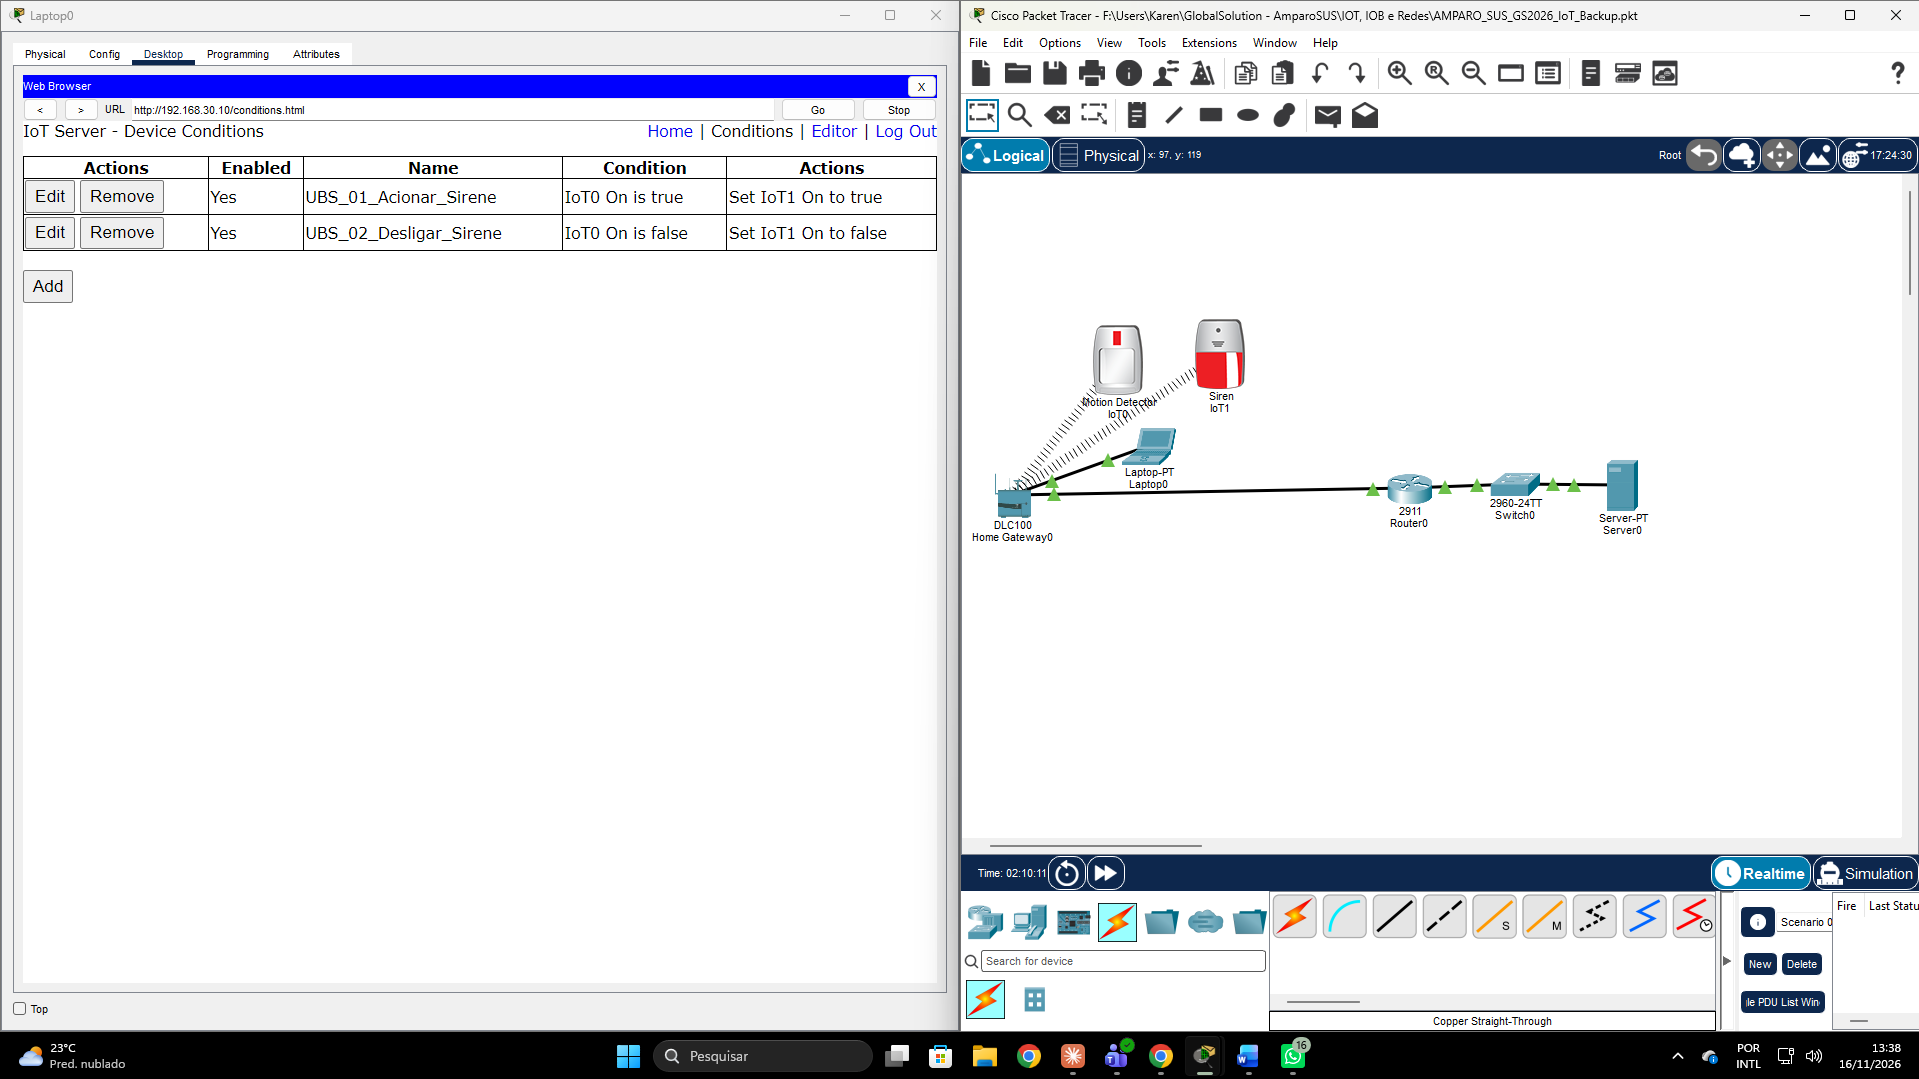 Laptop0
Physical
Config
Desktop
Programming
Attributes
Web Browser
X
<
>
URL
http://192.168.30.10/conditions.html
Go
Stop
IoT Server - Device Conditions
Home | Conditions | Editor | Log Out
Actions Enabled Name Condition Actions
Edit Remove Yes UBS_01_Acionar_Sirene IoT0 On is true Set IoT1 On to true
Edit Remove Yes UBS_02_Desligar_Sirene IoT0 On is false Set IoT1 On to false
Add
Top
Cisco Packet Tracer - F:\Users\Karen\GlobalSolution - AmparoSUS\IOT, IOB e Redes\AMPARO_SUS_GS2026_IoT_Backup.pkt
File Edit Options View Tools Extensions Window Help
?
Logical
Physical
x: 97, y: 119
Root
17:24:30
Motion Detector
IoT0
Siren
IoT1
Laptop-PT
Laptop0
DLC100
Home Gateway0
2911
Router0
2960-24TT
Switch0
Server-PT
Server0
Time: 02:10:11
Realtime
Simulation
S
M
Search for device
Copper Straight-Through
Scenario 0
New
Delete
le PDU List Win
Fire
Last Statu
23°C
Pred. nublado
Pesquisar
16
POR
INTL
13:38
16/11/2026